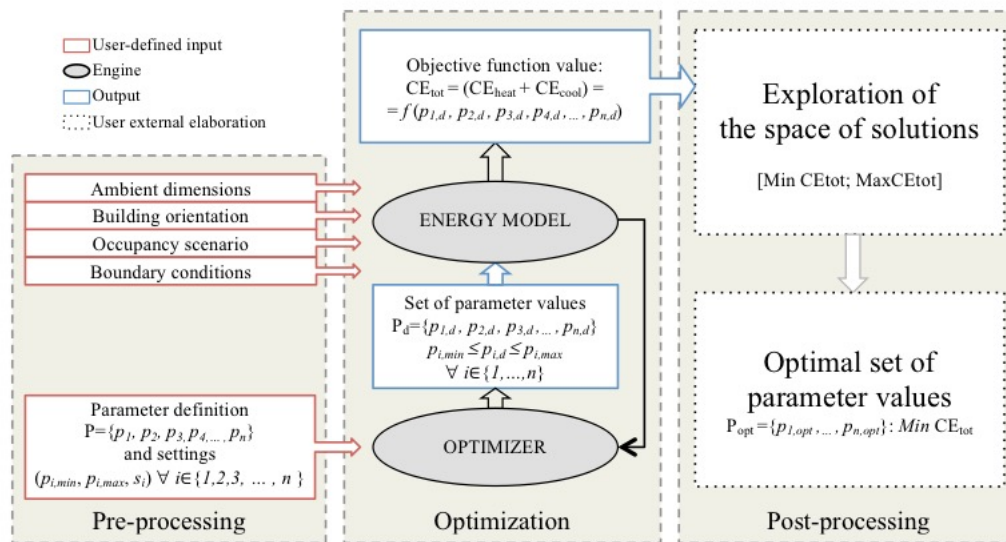 User-defined input
Engine
Output
User external elaboration
Ambient dimensions
Building orientation
Occupancy scenario
Boundary conditions
Parameter definition
P={p1, p2, p3, p4,..., pn}
and settings
(pi,min, pi,max, si) ∀ i∈{1,2,3, ... , n }
Pre-processing
Objective function value:
CEtot = (CEheat + CEcool) =
= f (p1,d , p2,d , p3,d , p4,d ,..., pn,d)
ENERGY MODEL
Set of parameter values
Pd={p1,d , p2,d , p3,d ,..., pn,d}
pi,min ≤ pi,d ≤ pi,max
∀ i∈{1,...,n}
OPTIMIZER
Optimization
Exploration of
the space of solutions
[Min CEtot; MaxCEtot]
Optimal set of
parameter values
Popt={p1,opt ,..., pn,opt}: Min CEtot
Post-processing